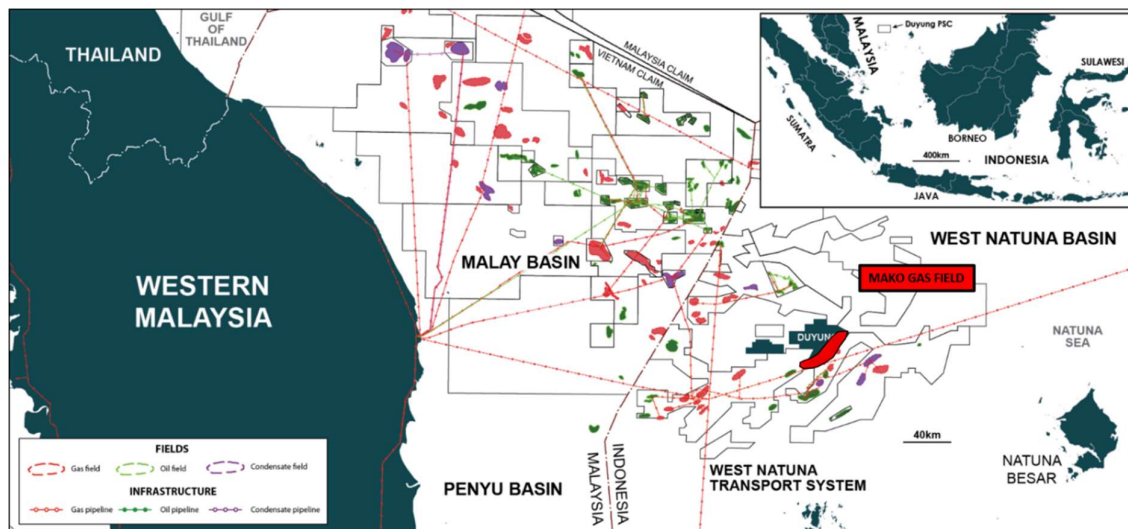 GULF
OF
THAILAND
THAILAND
MALAYSIA CLAIM
VIETNAM CLAIM
MALAYSIA
Duyung PSC
SUMATRA
BORNEO
SULAWESI
400km
INDONESIA
JAVA
WESTERN
MALAYSIA
MALAY BASIN
WEST NATUNA BASIN
MAKO GAS FIELD
DUYUNG
NATUNA
SEA
40km
NATUNA
BESAR
WEST NATUNA
TRANSPORT SYSTEM
INDONESIA
MALAYSIA
PENYU BASIN
FIELDS
Gas field
Oil field
Condensate field
INFRASTRUCTURE
Gas pipeline
Oil pipeline
Condensate pipeline